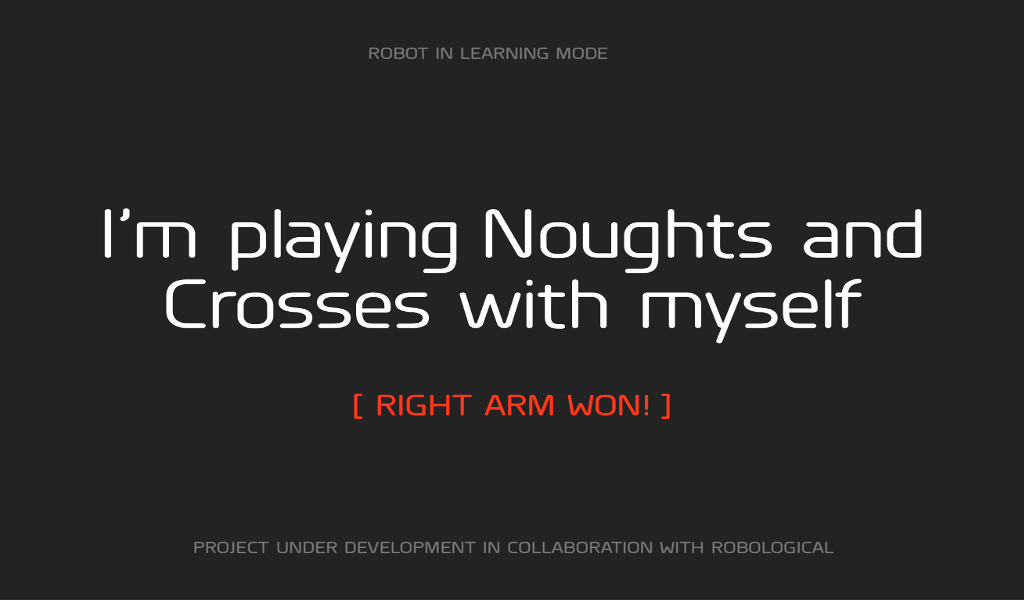 ROBOT IN LEARNING MODE
I'm playing Noughts and
Crosses with myself
[ RIGHT ARM WON! ]
PROJECT UNDER DEVELOPMENT IN COLLABORATION WITH ROBOLOGICAL